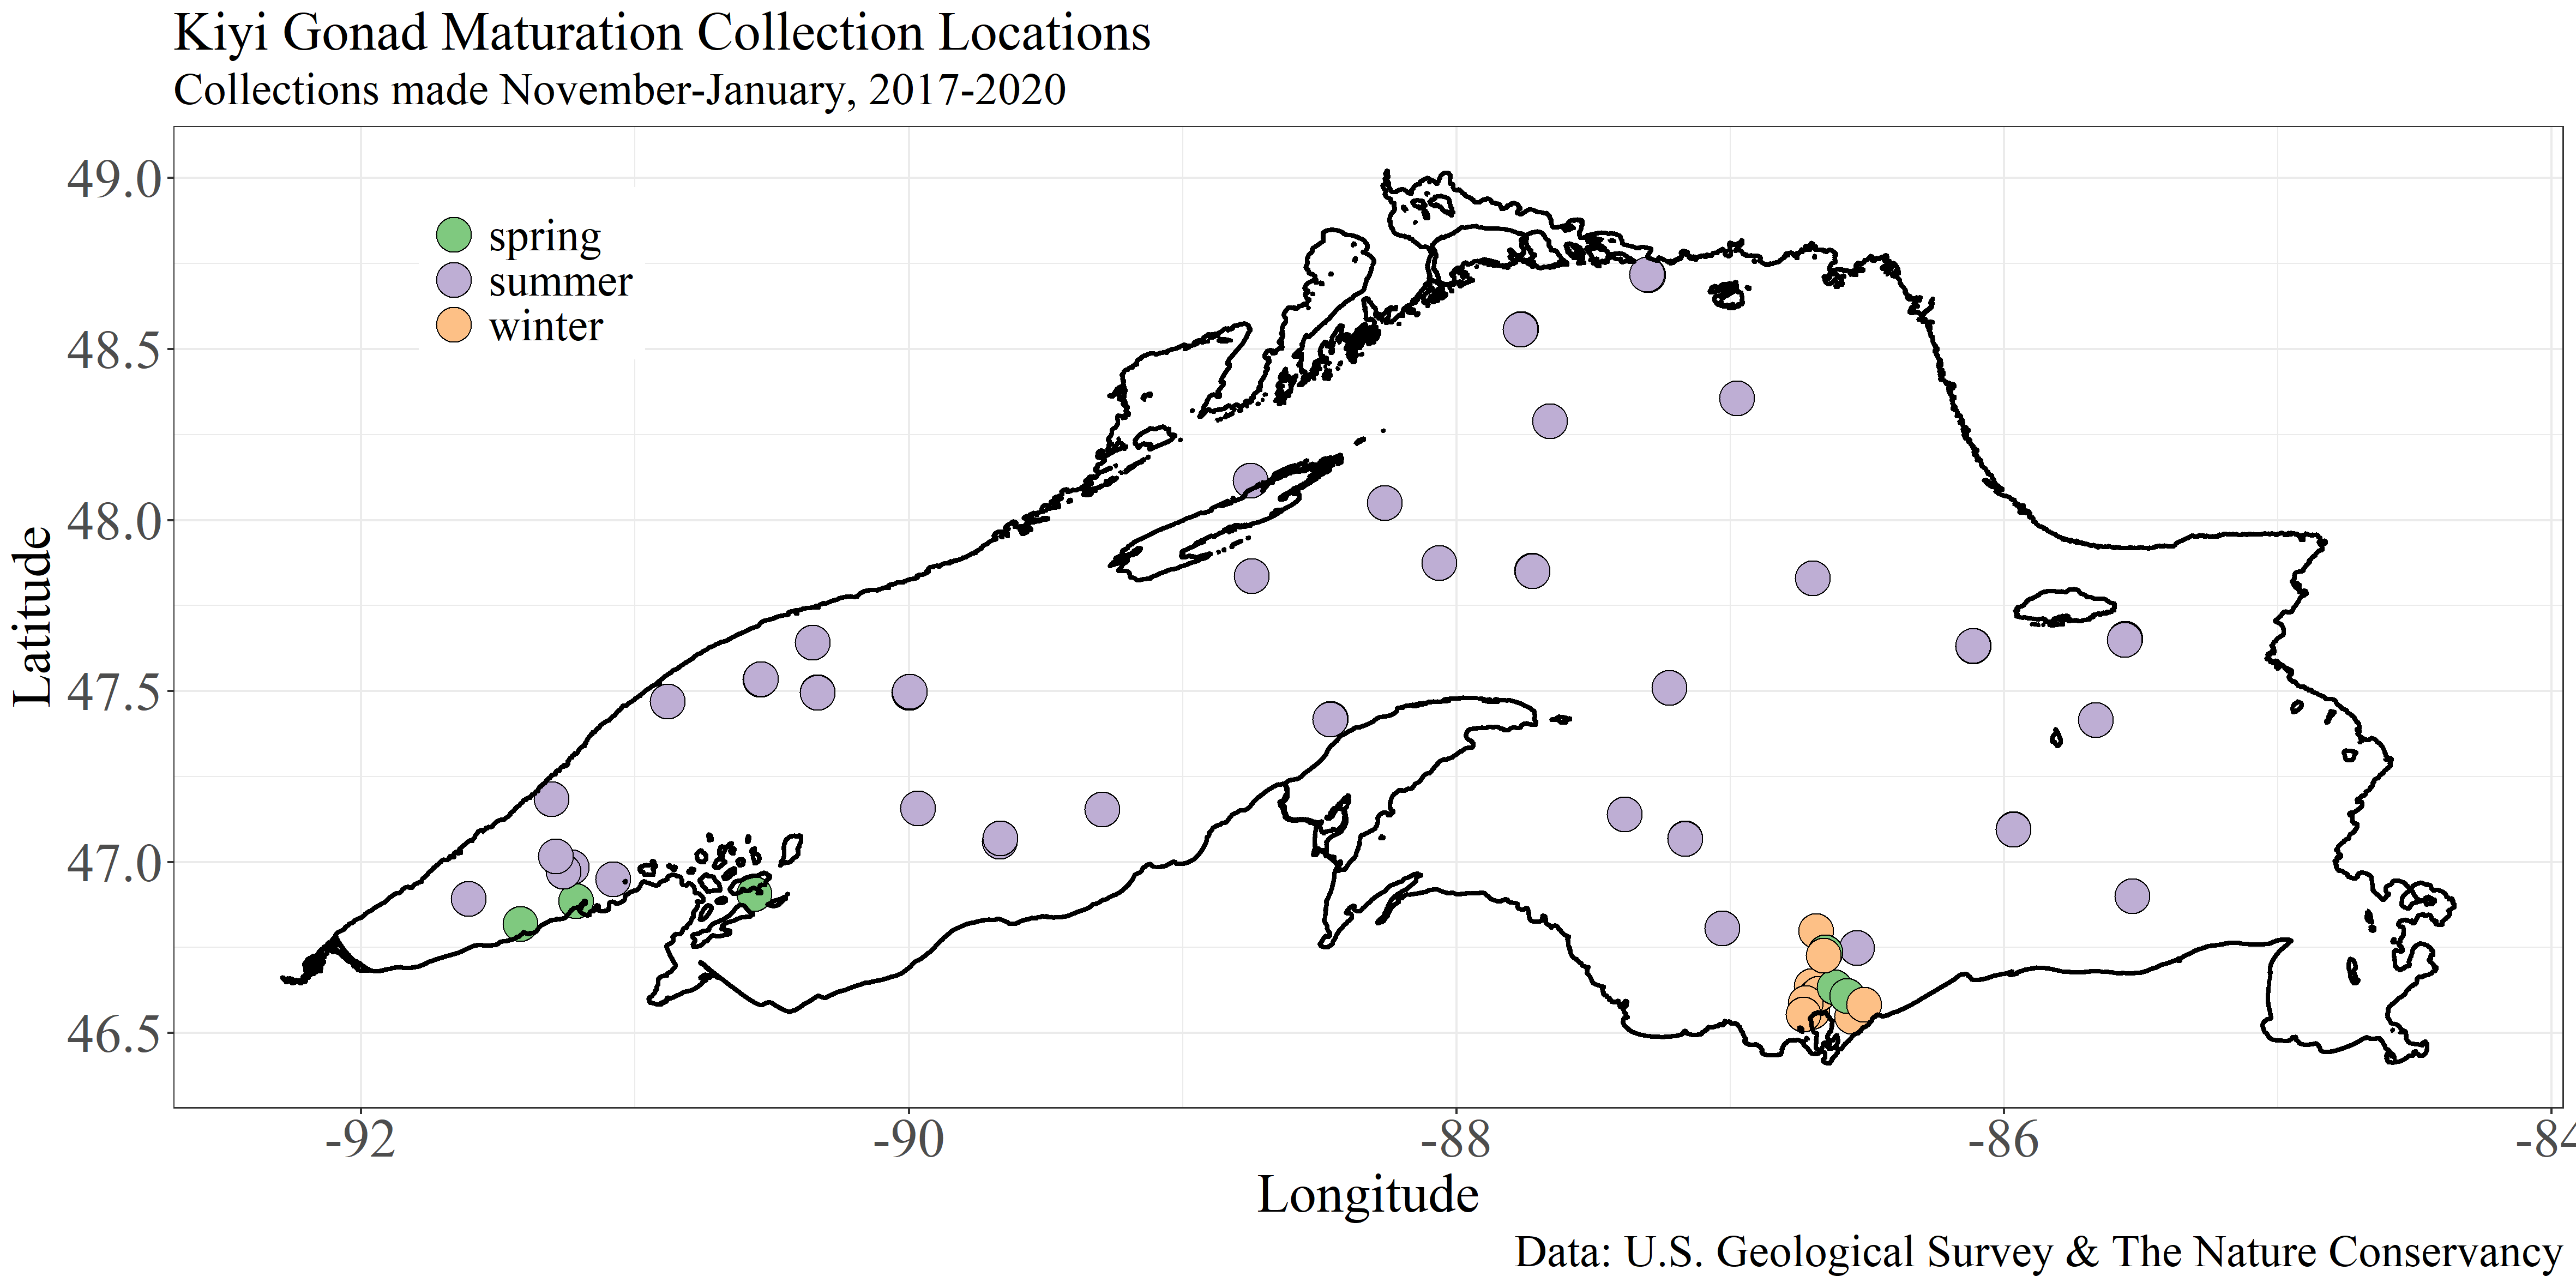 Kiyi Gonad Maturation Collection Locations
Collections made November-January, 2017-2020
spring
summer
winter
49.0
48.5
48.0
47.5
47.0
46.5
Latitude
-92
-90
-88
-86
-84
Longitude
Data: U.S. Geological Survey & The Nature Conservancy